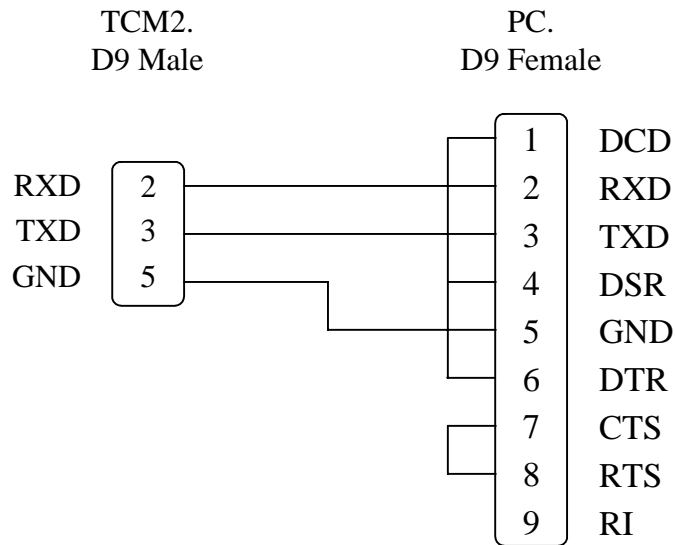 TCM2.
D9 Male
PC.
D9 Female
1 DCD
RXD 2 2 RXD
TXD 3 3 TXD
GND 5 4 DSR
5 GND
6 DTR
7 CTS
8 RTS
9 RI